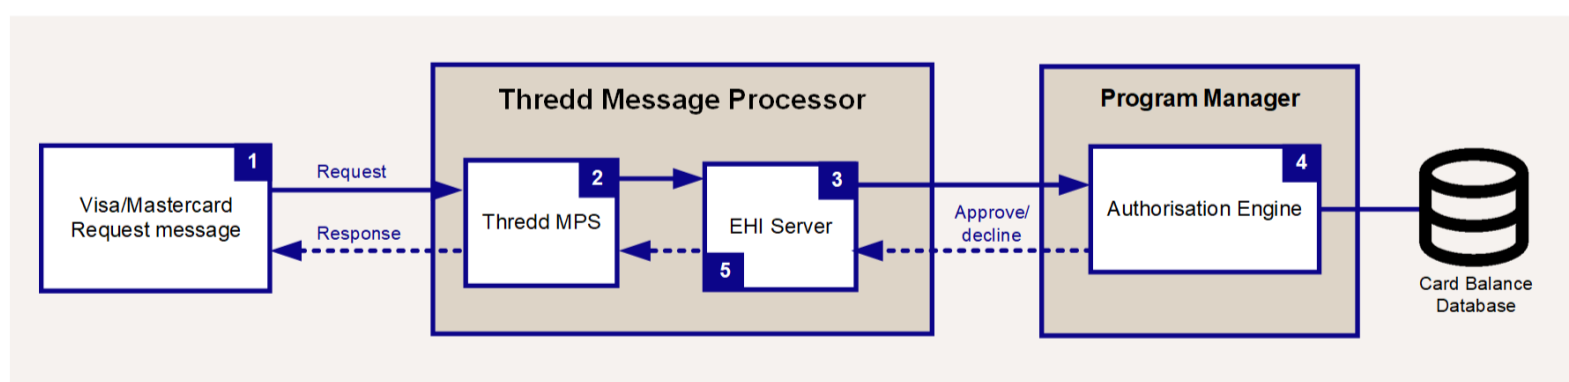 Thredd Message Processor
Program Manager
1
Visa/Mastercard
Request message
Request
Response
2
Thredd MPS
3
EHI Server
5
Approve/
decline
4
Authorisation Engine
Card Balance
Database